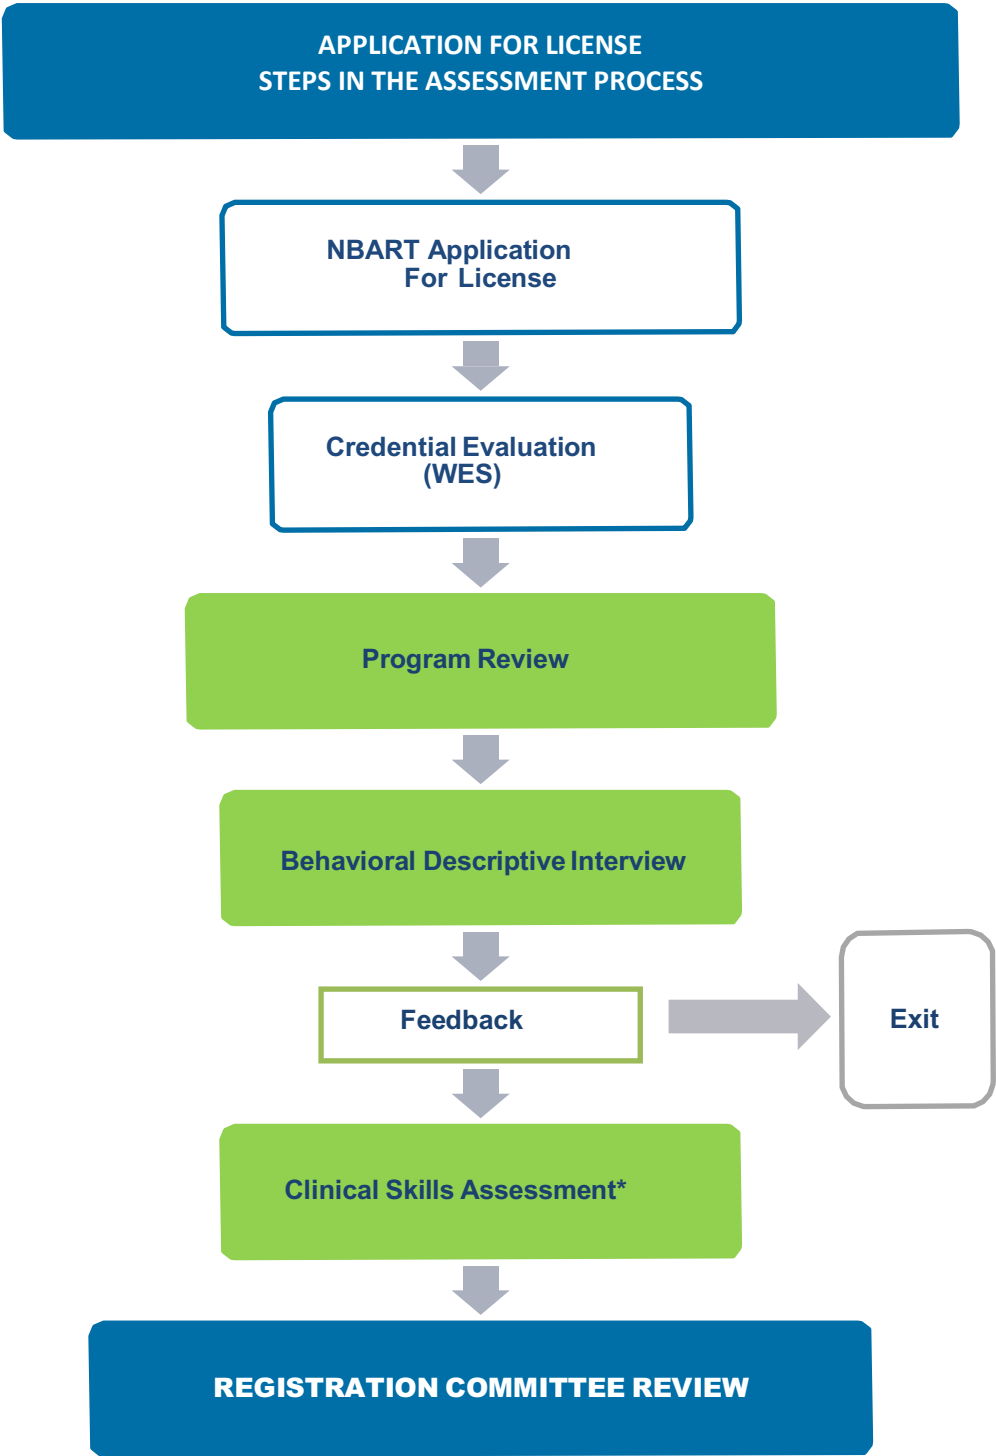 APPLICATION FOR LICENSE
STEPS IN THE ASSESSMENT PROCESS
NBART Application
For License
Credential Evaluation
(WES)
Program Review
Behavioral Descriptive Interview
Feedback
Exit
Clinical Skills Assessment*
REGISTRATION COMMITTEE REVIEW